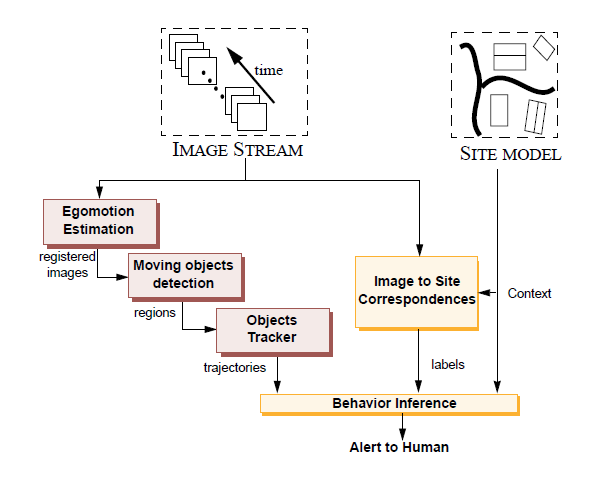 time
IMAGE STREAM
SITE MODEL
Egomotion
Estimation
registered
images
Moving objects
detection
regions
Objects
Tracker
trajectories
Image to Site
Correspondences
Context
labels
Behavior Inference
Alert to Human